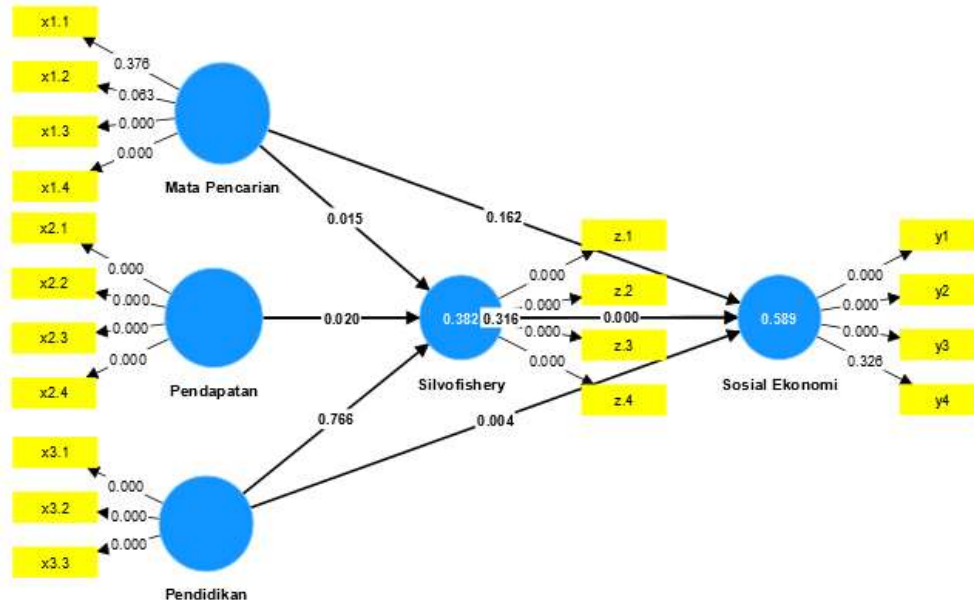 x1.1
0.376
x1.2
0.063
x1.3
0.000
0.000
x1.4
Mata Pencarian
x2.1
0.000
x2.2
0.000
x2.3
0.000
0.000
x2.4
Pendapatan
x3.1
0.000
x3.2
0.000
0.000
x3.3
Pendidikan
0.015
0.162
0.020
0.766
0.004
0.382
0.316
0.000
Silvofishery
z.1
0.000
z.2
0.000
0.000
z.3
0.000
z.4
0.589
Sosial Ekonomi
y1
0.000
y2
0.000
0.000
y3
0.326
y4